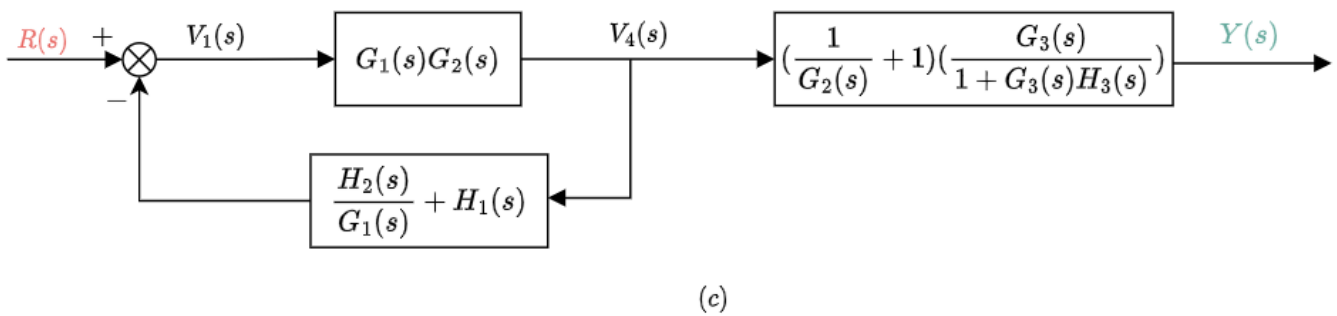 R(s) + V₁(s) G₁(s)G₂(s) V₄(s) (1/G₂(s) + 1)(G₃(s)/(1 + G₃(s)H₃(s))) Y(s)
−
H₂(s)/G₁(s) + H₁(s)
(c)